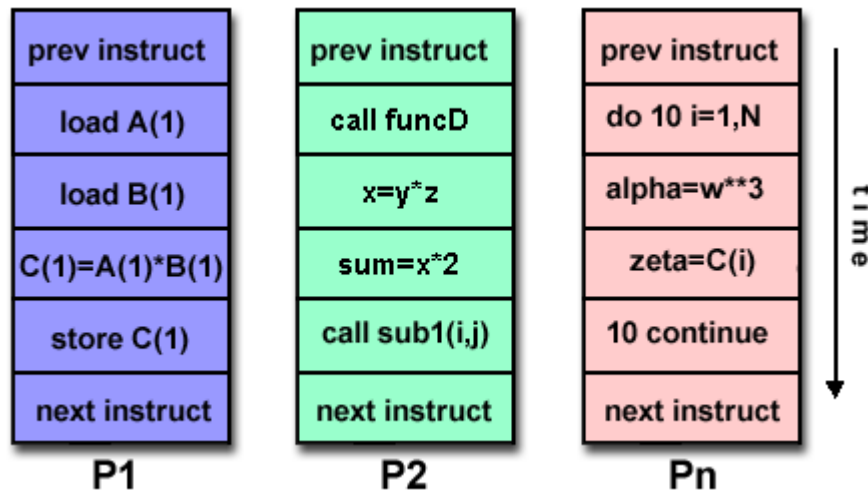 prev instruct
load A(1)
load B(1)
C(1)=A(1)*B(1)
store C(1)
next instruct
P1
prev instruct
call funcD
x=y*z
sum=x*2
call sub1(i,j)
next instruct
P2
prev instruct
do 10 i=1,N
alpha=w**3
zeta=C(i)
10 continue
next instruct
Pn
time